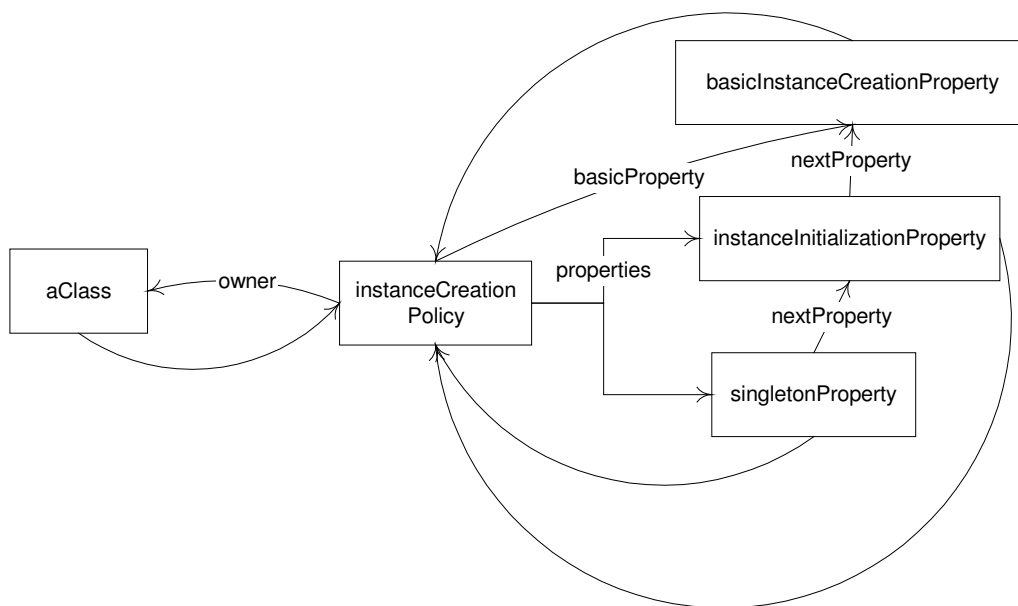 basicInstanceCreationProperty
nextProperty
basicProperty
instanceInitializationProperty
properties
owner
aClass
instanceCreation
Policy
nextProperty
singletonProperty